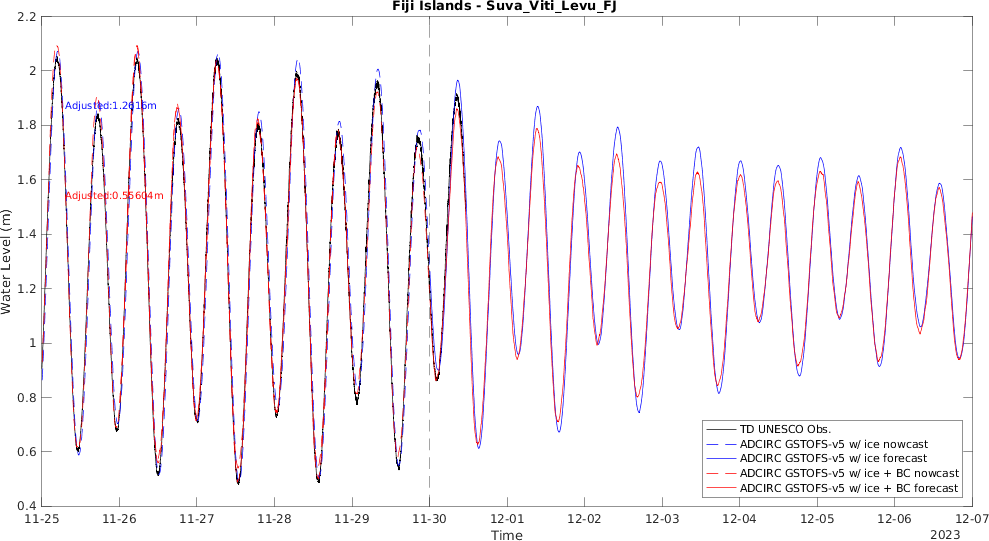 Fiji Islands - Suva_Viti_Levu_FJ
2.2
2
1.8
1.6
1.4
1.2
1
0.8
0.6
0.4
Water Level (m)
Adjusted:1.2616m
Adjusted:0.55604m
TD UNESCO Obs.
ADCIRC GSTOFS-v5 w/ ice nowcast
ADCIRC GSTOFS-v5 w/ ice forecast
ADCIRC GSTOFS-v5 w/ ice + BC nowcast
ADCIRC GSTOFS-v5 w/ ice + BC forecast
11-25 11-26 11-27 11-28 11-29 11-30 12-01 12-02 12-03 12-04 12-05 12-06 12-07
Time
2023